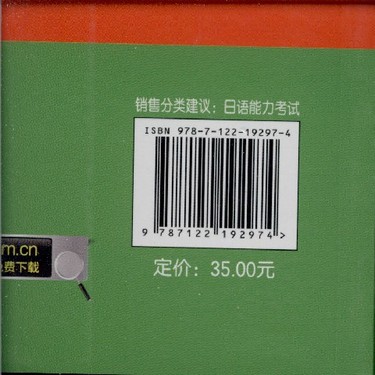 销售分类建议：日语能力考试
ISBN 978-7-122-19297-4
9 787122 192974 >
m.cn
免费下载
定价：35.00元